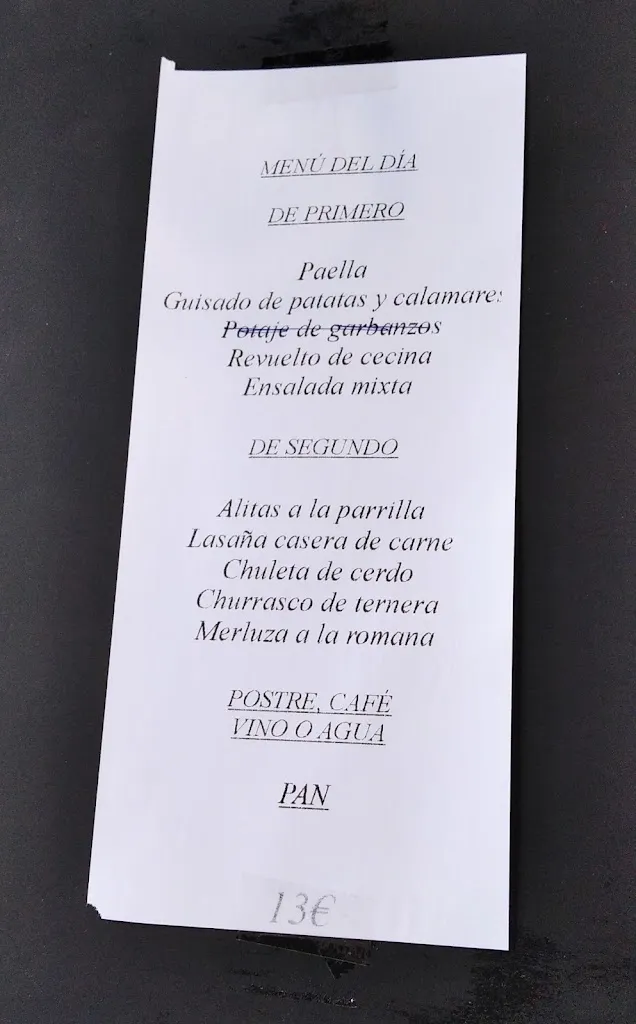 MENÚ DEL DÍA
DE PRIMERO
Paella
Guisado de patatas y calamares
Potaje de garbanzos
Revuelto de cecina
Ensalada mixta
DE SEGUNDO
Alitas a la parrilla
Lasaña casera de carne
Chuleta de cerdo
Churrasco de ternera
Merluza a la romana
POSTRE, CAFÉ
VINO O AGUA
PAN
13€